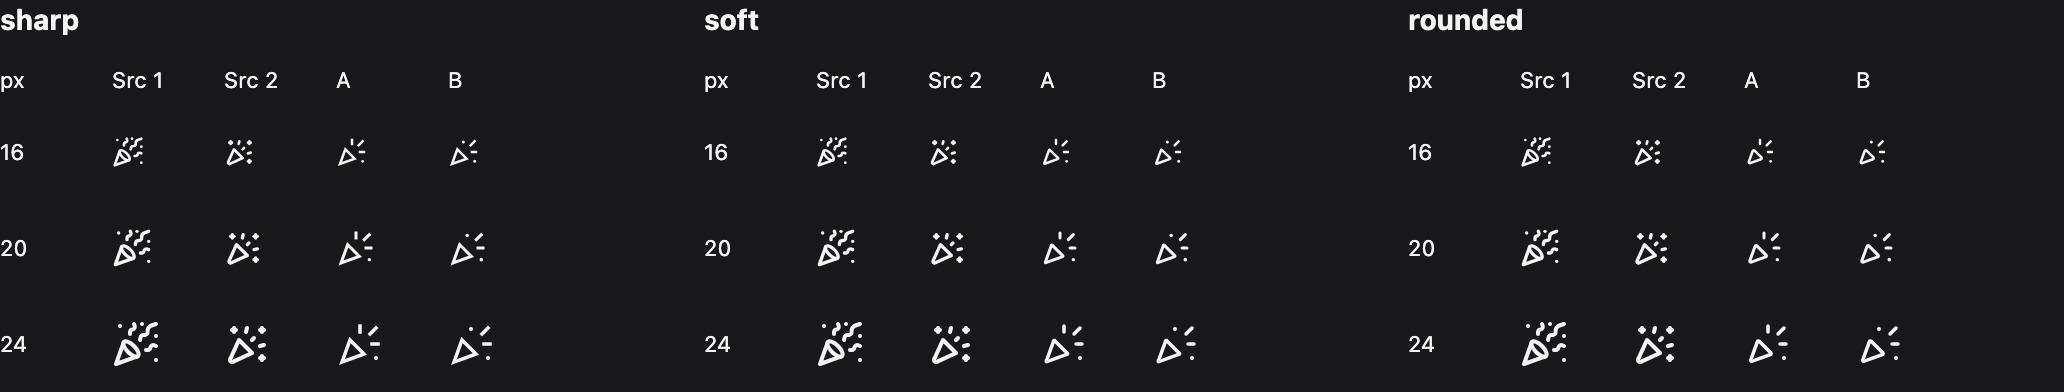 sharp soft rounded
px Src 1 Src 2 A B px Src 1 Src 2 A B px Src 1 Src 2 A B
16 16 16
20 20 20
24 24 24